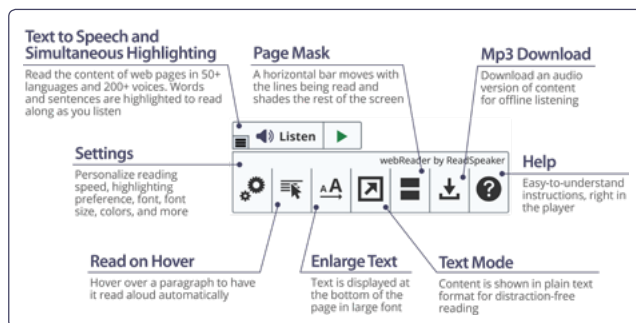 Text to Speech and
Simultaneous Highlighting
Read the content of web pages in 50+
languages and 200+ voices. Words
and sentences are highlighted to read
along as you listen
Page Mask
A horizontal bar moves with
the lines being read and
shades the rest of the screen
Mp3 Download
Download an audio
version of content
for offline listening
Listen
webReader by ReadSpeaker
Settings
Personalize reading
speed, highlighting
preference, font, font
size, colors, and more
AA
?
Help
Easy-to-understand
instructions, right in
the player
Read on Hover
Hover over a paragraph to have
it read aloud automatically
Enlarge Text
Text is displayed at
the bottom of the
page in large font
Text Mode
Content is shown in plain text
format for distraction-free
reading